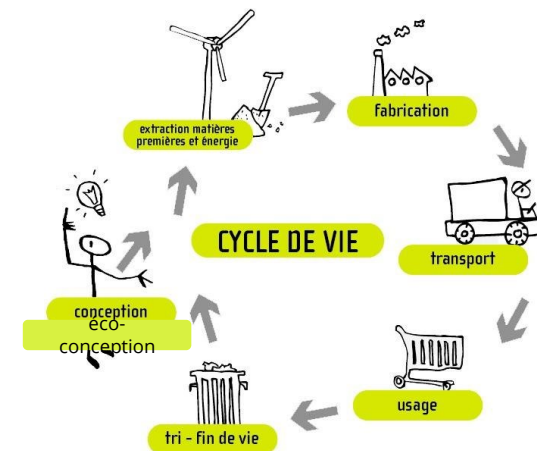 extraction matières
premières et énergie
fabrication
CYCLE DE VIE
transport
conception
éco-
conception
usage
tri - fin de vie